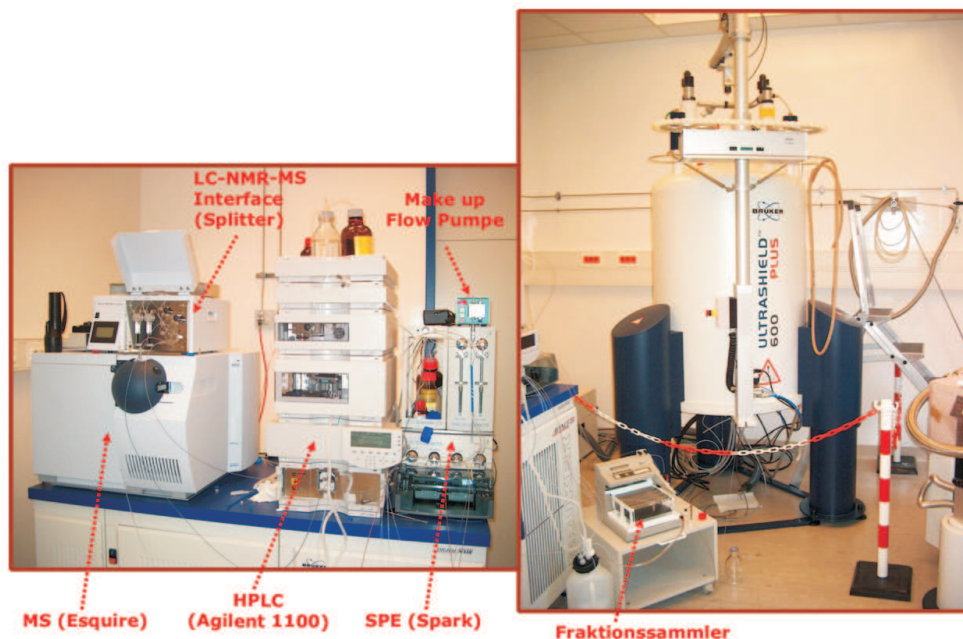 LC-NMR-MS
Interface
(Splitter)
Make up
Flow Pumpe
BRUKER
ULTRASHIELD™
600 PLUS
MS (Esquire)
HPLC
(Agilent 1100)
SPE (Spark)
Fraktionssammler